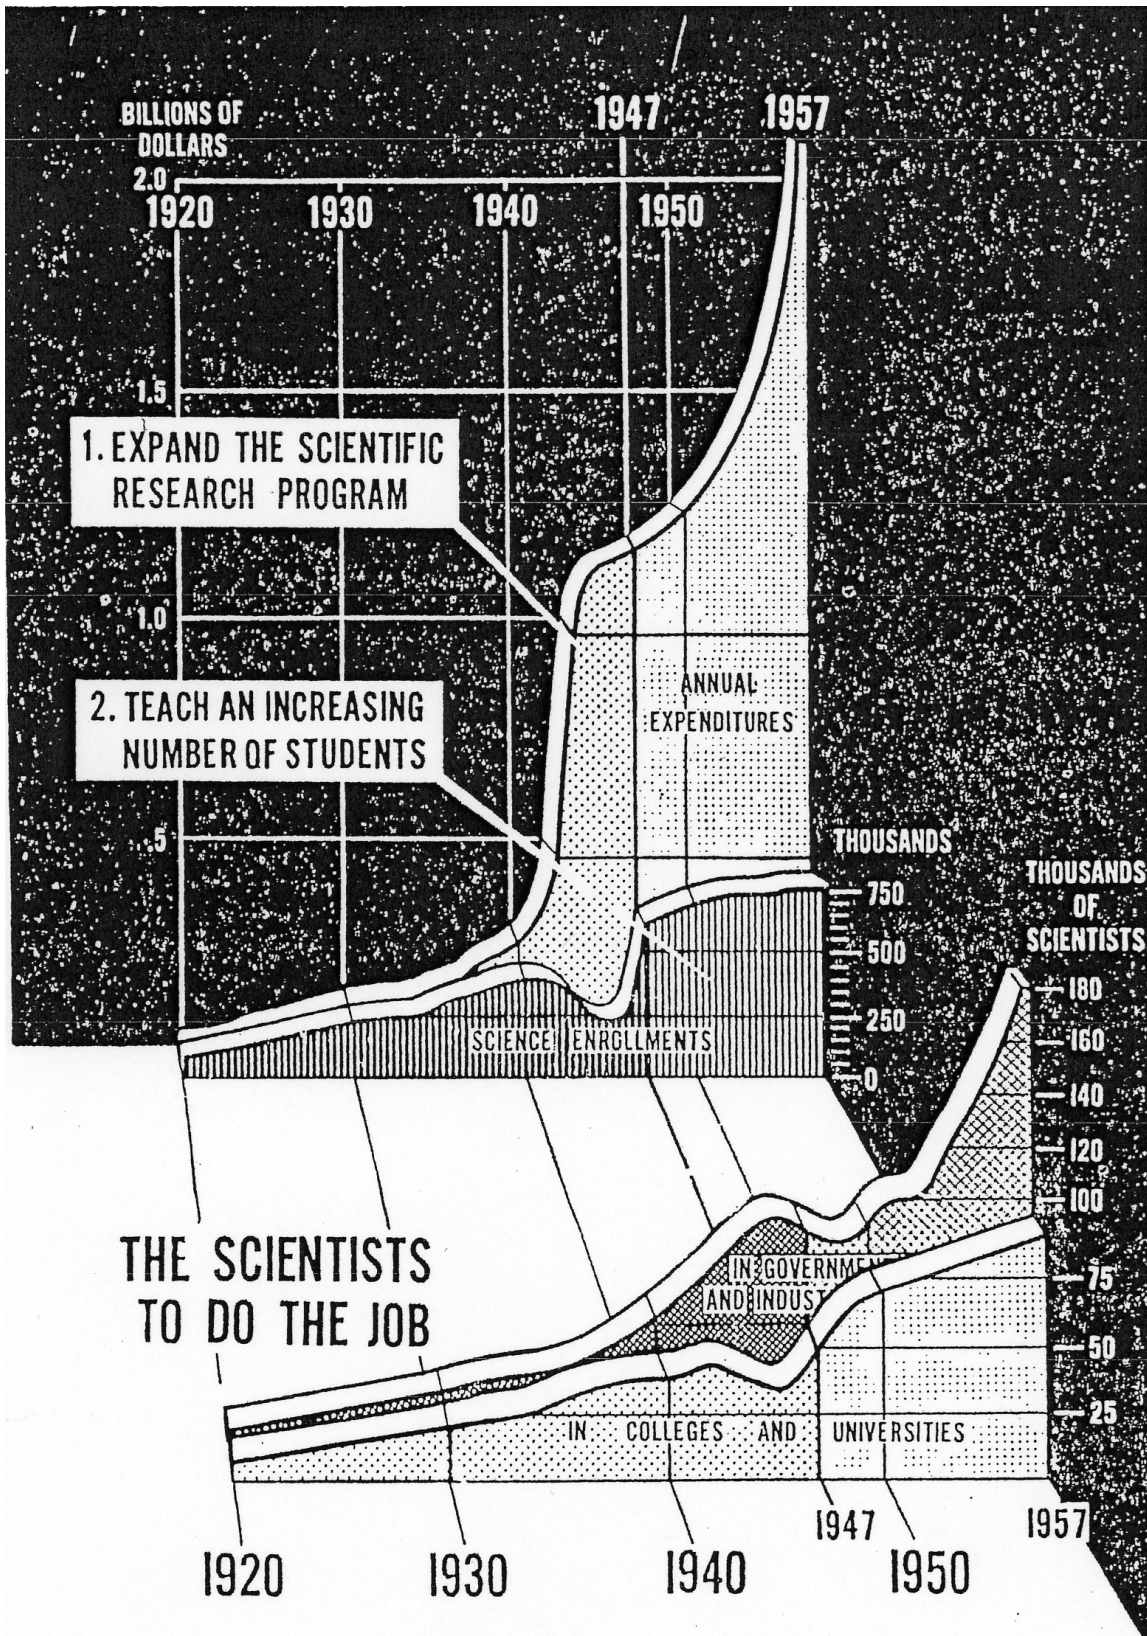 BILLIONS OF
DOLLARS
1947
1957
2.0
1920
1930
1940
1950
1.5
1. EXPAND THE SCIENTIFIC
RESEARCH PROGRAM
1.0
2. TEACH AN INCREASING
NUMBER OF STUDENTS
ANNUAL
EXPENDITURES
.5
THOUSANDS
750
500
250
0
SCIENCE ENROLLMENTS
THOUSANDS
OF
SCIENTISTS
180
160
140
120
100
75
50
25
THE SCIENTISTS
TO DO THE JOB
IN GOVERNMENT
AND INDUST
IN COLLEGES AND UNIVERSITIES
1947
1957
1920
1930
1940
1950